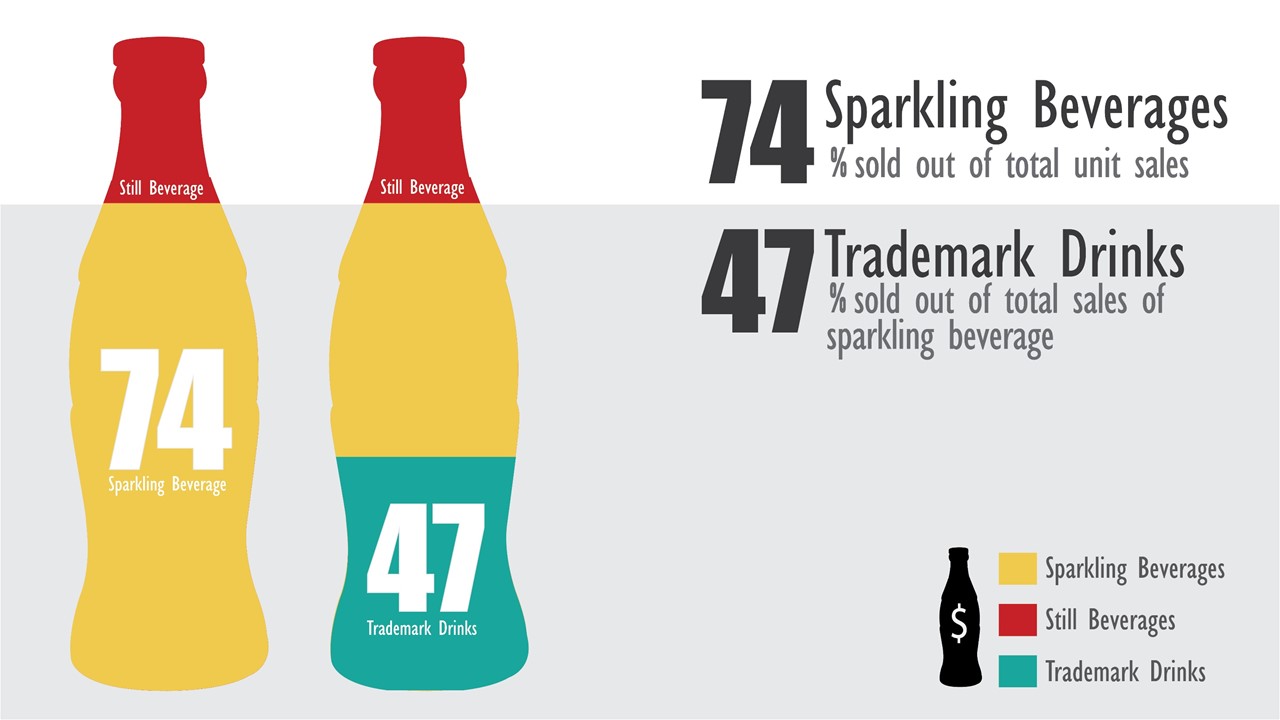 Still Beverage
74
Sparkling Beverage
Still Beverage
47
Trademark Drinks
74 Sparkling Beverages
% sold out of total unit sales
47 Trademark Drinks
% sold out of total sales of
sparkling beverage
$
Sparkling Beverages
Still Beverages
Trademark Drinks